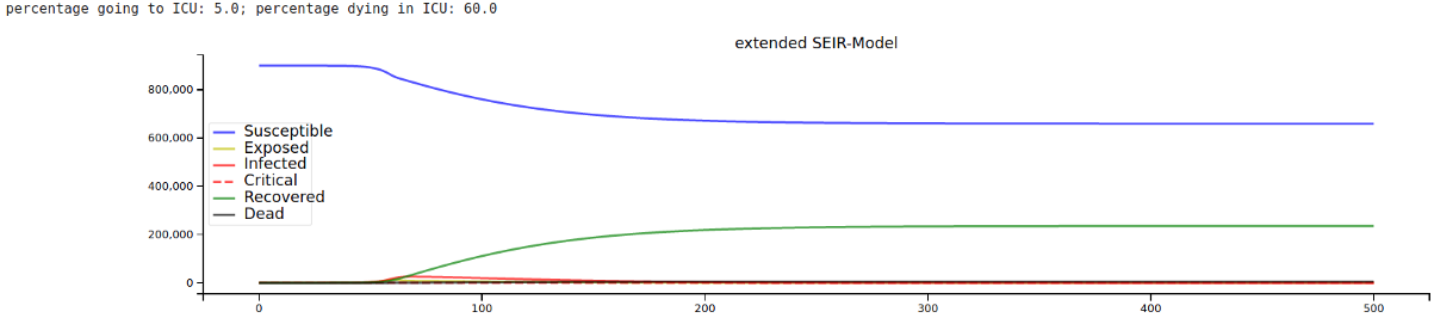 percentage going to ICU: 5.0; percentage dying in ICU: 60.0
extended SEIR-Model
800,000
600,000
400,000
200,000
0
Susceptible
Exposed
Infected
Critical
Recovered
Dead
0 100 200 300 400 500